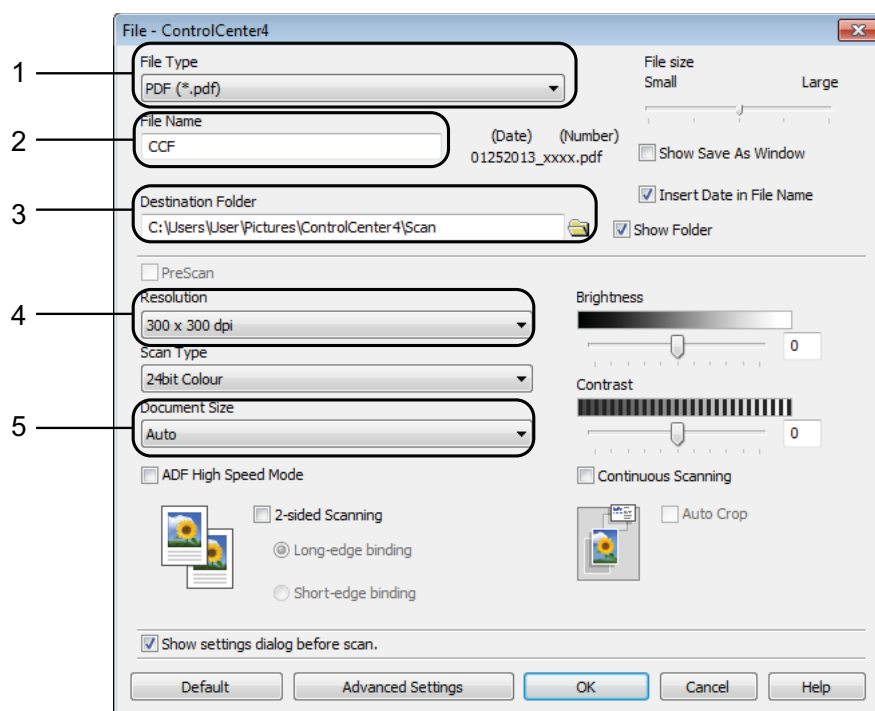 File - ControlCenter4
1
File Type
PDF (*.pdf)
File size
Small Large
2
File Name
CCF
(Date) (Number)
01252013_xxxx.pdf
Show Save As Window
Insert Date in File Name
3
Destination Folder
C:\Users\User\Pictures\ControlCenter4\Scan
Show Folder
PreScan
4
Resolution
300 x 300 dpi
Scan Type
24bit Colour
5
Document Size
Auto
Brightness
0
Contrast
0
ADF High Speed Mode
2-sided Scanning
Long-edge binding
Short-edge binding
Continuous Scanning
Auto Crop
Show settings dialog before scan.
Default Advanced Settings OK Cancel Help